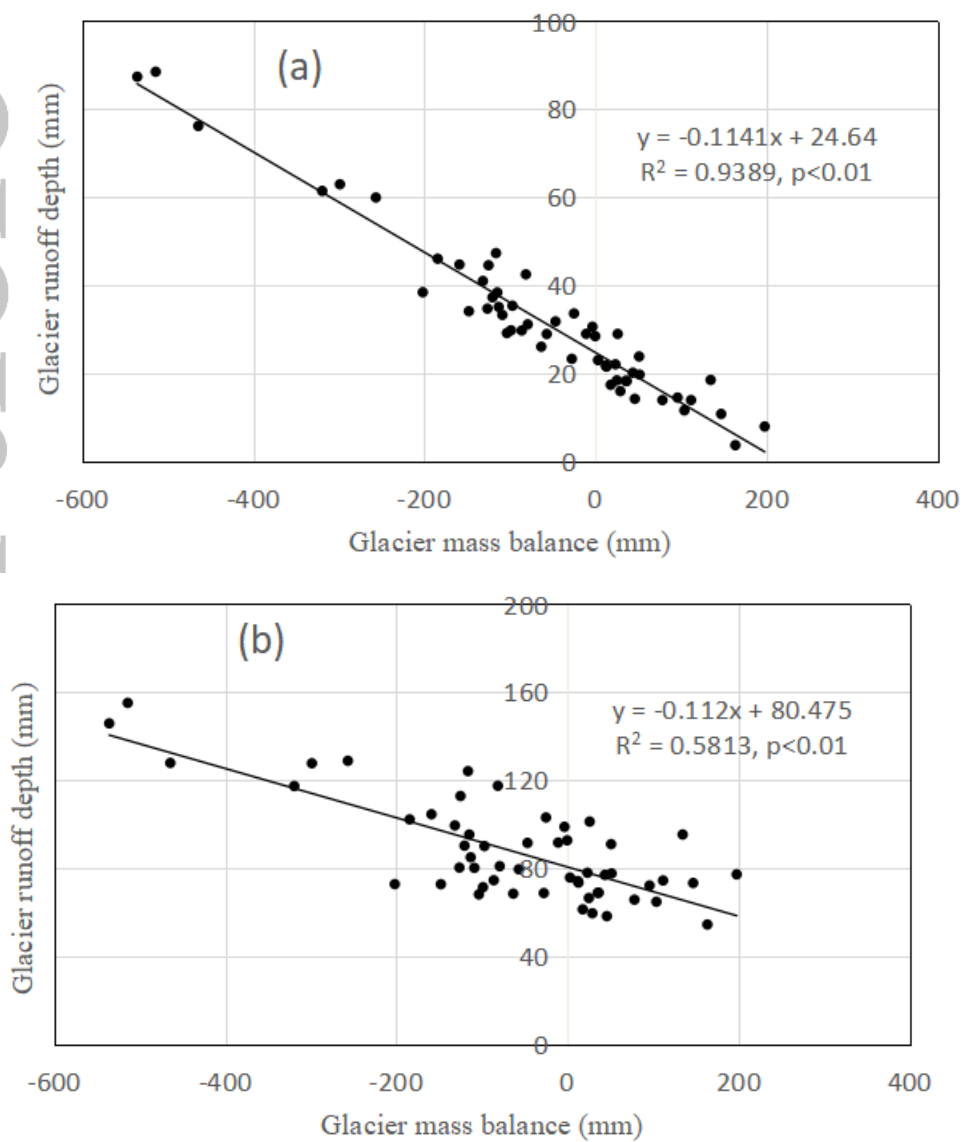 100
(a)
80
y = -0.1141x + 24.64
R² = 0.9389, p<0.01
60
40
20
0
Glacier runoff depth (mm)
-600 -400 -200 0 200 400
Glacier mass balance (mm)
200
(b)
160
y = -0.112x + 80.475
R² = 0.5813, p<0.01
120
80
40
0
Glacier runoff depth (mm)
-600 -400 -200 0 200 400
Glacier mass balance (mm)